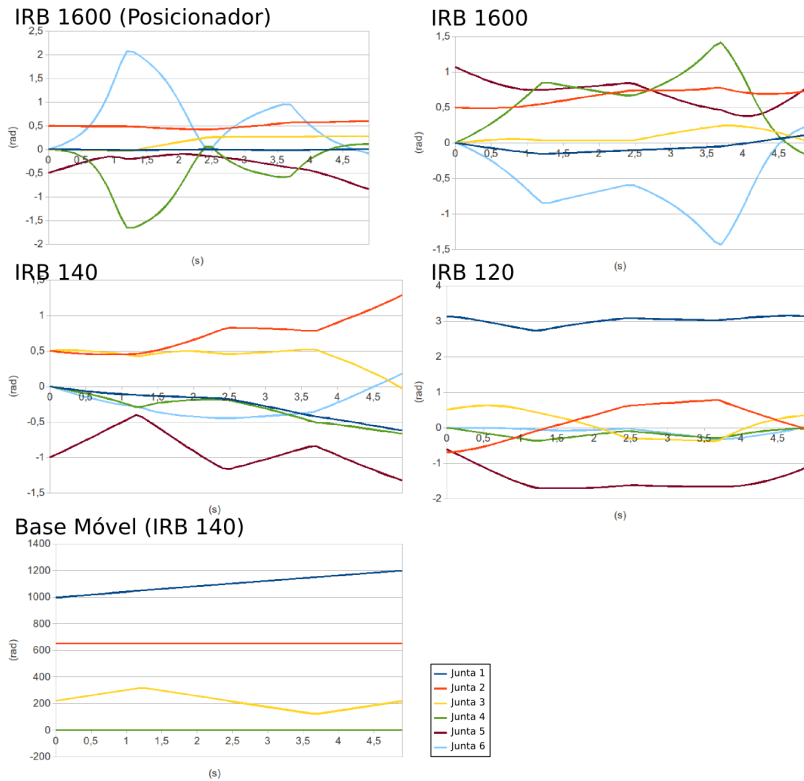 IRB 1600 (Posicionador)
2,5
2
1,5
1
0,5
0
-0,5
-1
-1,5
-2
(rad)
0 0,5 1 1,5 2 2,5 3 3,5 4 4,5
(s)
IRB 1600
1,5
1
0,5
0
-0,5
-1
-1,5
(rad)
0 0,5 1 1,5 2 2,5 3 3,5 4 4,5
(s)
IRB 140
1,5
1
0,5
0
-0,5
-1
-1,5
(rad)
0 0,5 1 1,5 2 2,5 3 3,5 4 4,5
(s)
IRB 120
4
3
2
1
0
-1
-2
(rad)
0 0,5 1 1,5 2 2,5 3 3,5 4 4,5
(s)
Base Móvel (IRB 140)
1400
1200
1000
800
600
400
200
0
-200
(rad)
0 0,5 1 1,5 2 2,5 3 3,5 4 4,5
(s)
Junta 1
Junta 2
Junta 3
Junta 4
Junta 5
Junta 6